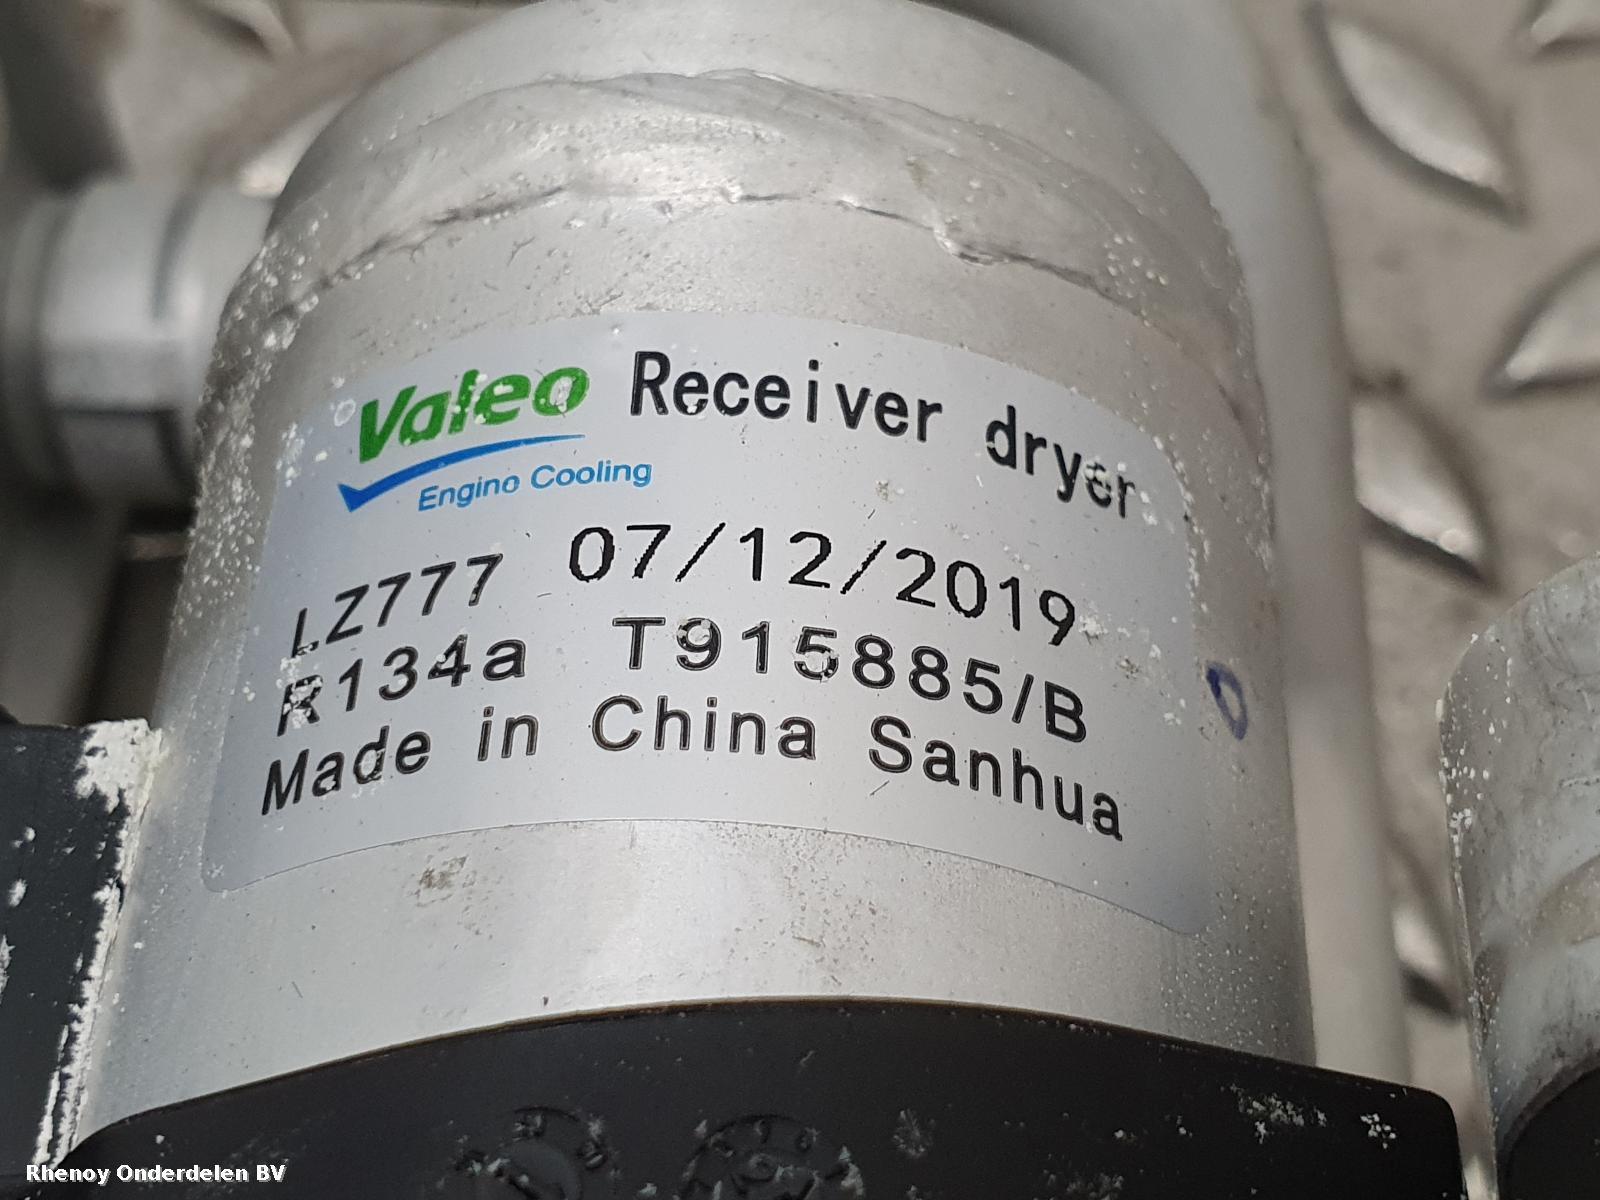 Valeo Receiver dryer
Engine Cooling
LZ777 07/12/2019
R134a T915885/B
Made in China Sanhua
Rhenoy Onderdelen BV